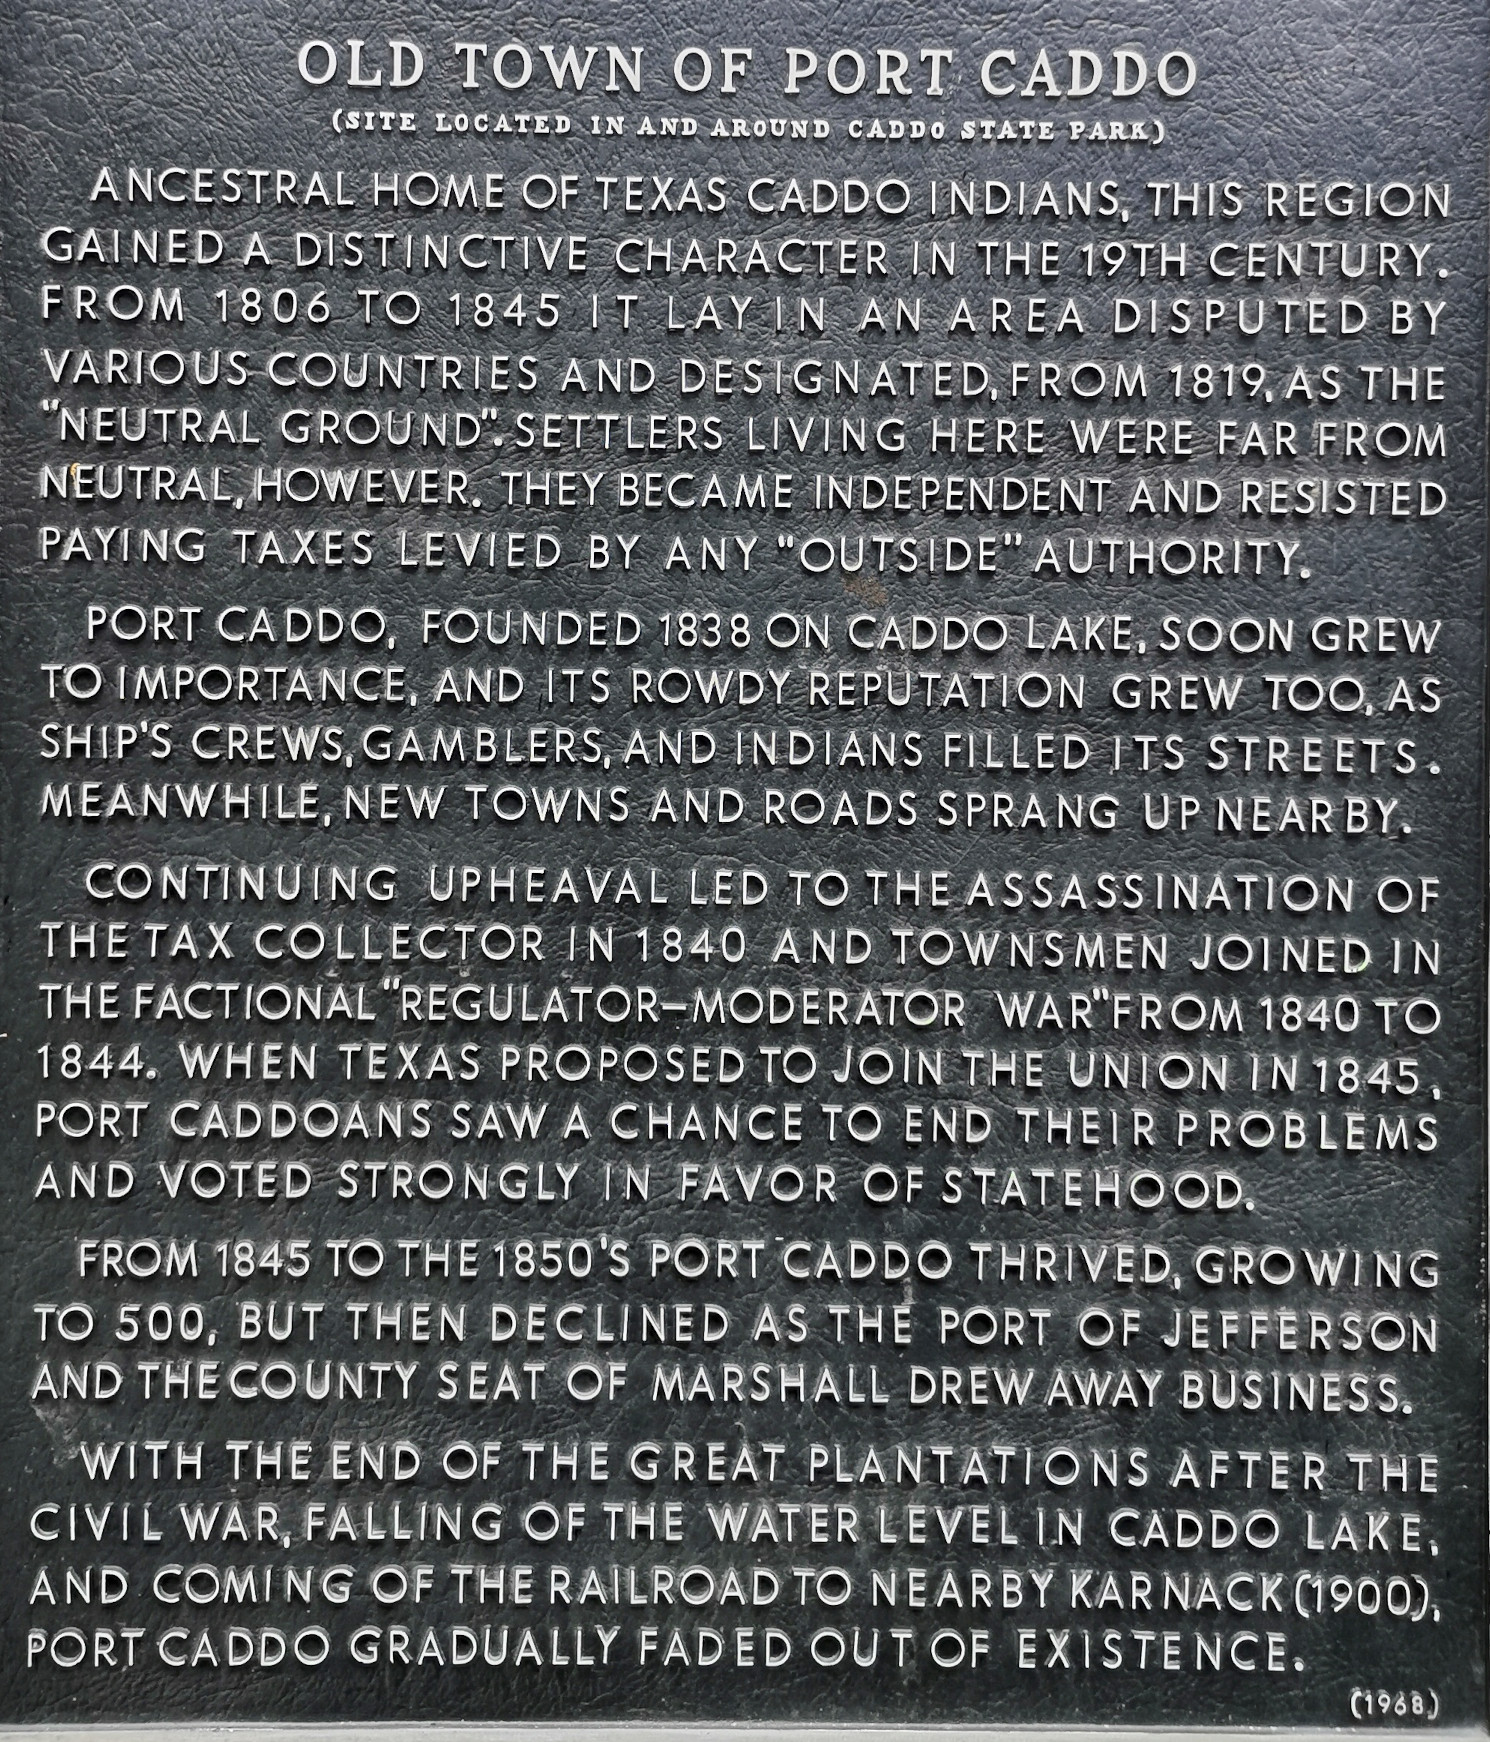 OLD TOWN OF PORT CADDO
(SITE LOCATED IN AND AROUND CADDO STATE PARK)
ANCESTRAL HOME OF TEXAS CADDO INDIANS, THIS REGION
GAINED A DISTINCTIVE CHARACTER IN THE 19TH CENTURY.
FROM 1806 TO 1845 IT LAY IN AN AREA DISPUTED BY
VARIOUS COUNTRIES AND DESIGNATED, FROM 1819, AS THE
"NEUTRAL GROUND". SETTLERS LIVING HERE WERE FAR FROM
NEUTRAL, HOWEVER. THEY BECAME INDEPENDENT AND RESISTED
PAYING TAXES LEVIED BY ANY "OUTSIDE" AUTHORITY.
PORT CADDO, FOUNDED 1838 ON CADDO LAKE, SOON GREW
TO IMPORTANCE, AND ITS ROWDY REPUTATION GREW TOO, AS
SHIP'S CREWS, GAMBLERS, AND INDIANS FILLED ITS STREETS.
MEANWHILE, NEW TOWNS AND ROADS SPRANG UP NEARBY.
CONTINUING UPHEAVAL LED TO THE ASSASSINATION OF
THE TAX COLLECTOR IN 1840 AND TOWNSMEN JOINED IN
THE FACTIONAL "REGULATOR-MODERATOR WAR" FROM 1840 TO
1844. WHEN TEXAS PROPOSED TO JOIN THE UNION IN 1845,
PORT CADDOANS SAW A CHANCE TO END THEIR PROBLEMS
AND VOTED STRONGLY IN FAVOR OF STATEHOOD.
FROM 1845 TO THE 1850'S PORT CADDO THRIVED, GROWING
TO 500, BUT THEN DECLINED AS THE PORT OF JEFFERSON
AND THE COUNTY SEAT OF MARSHALL DREW AWAY BUSINESS.
WITH THE END OF THE GREAT PLANTATIONS AFTER THE
CIVIL WAR, FALLING OF THE WATER LEVEL IN CADDO LAKE,
AND COMING OF THE RAILROAD TO NEARBY KARNACK (1900),
PORT CADDO GRADUALLY FADED OUT OF EXISTENCE.
(1968)